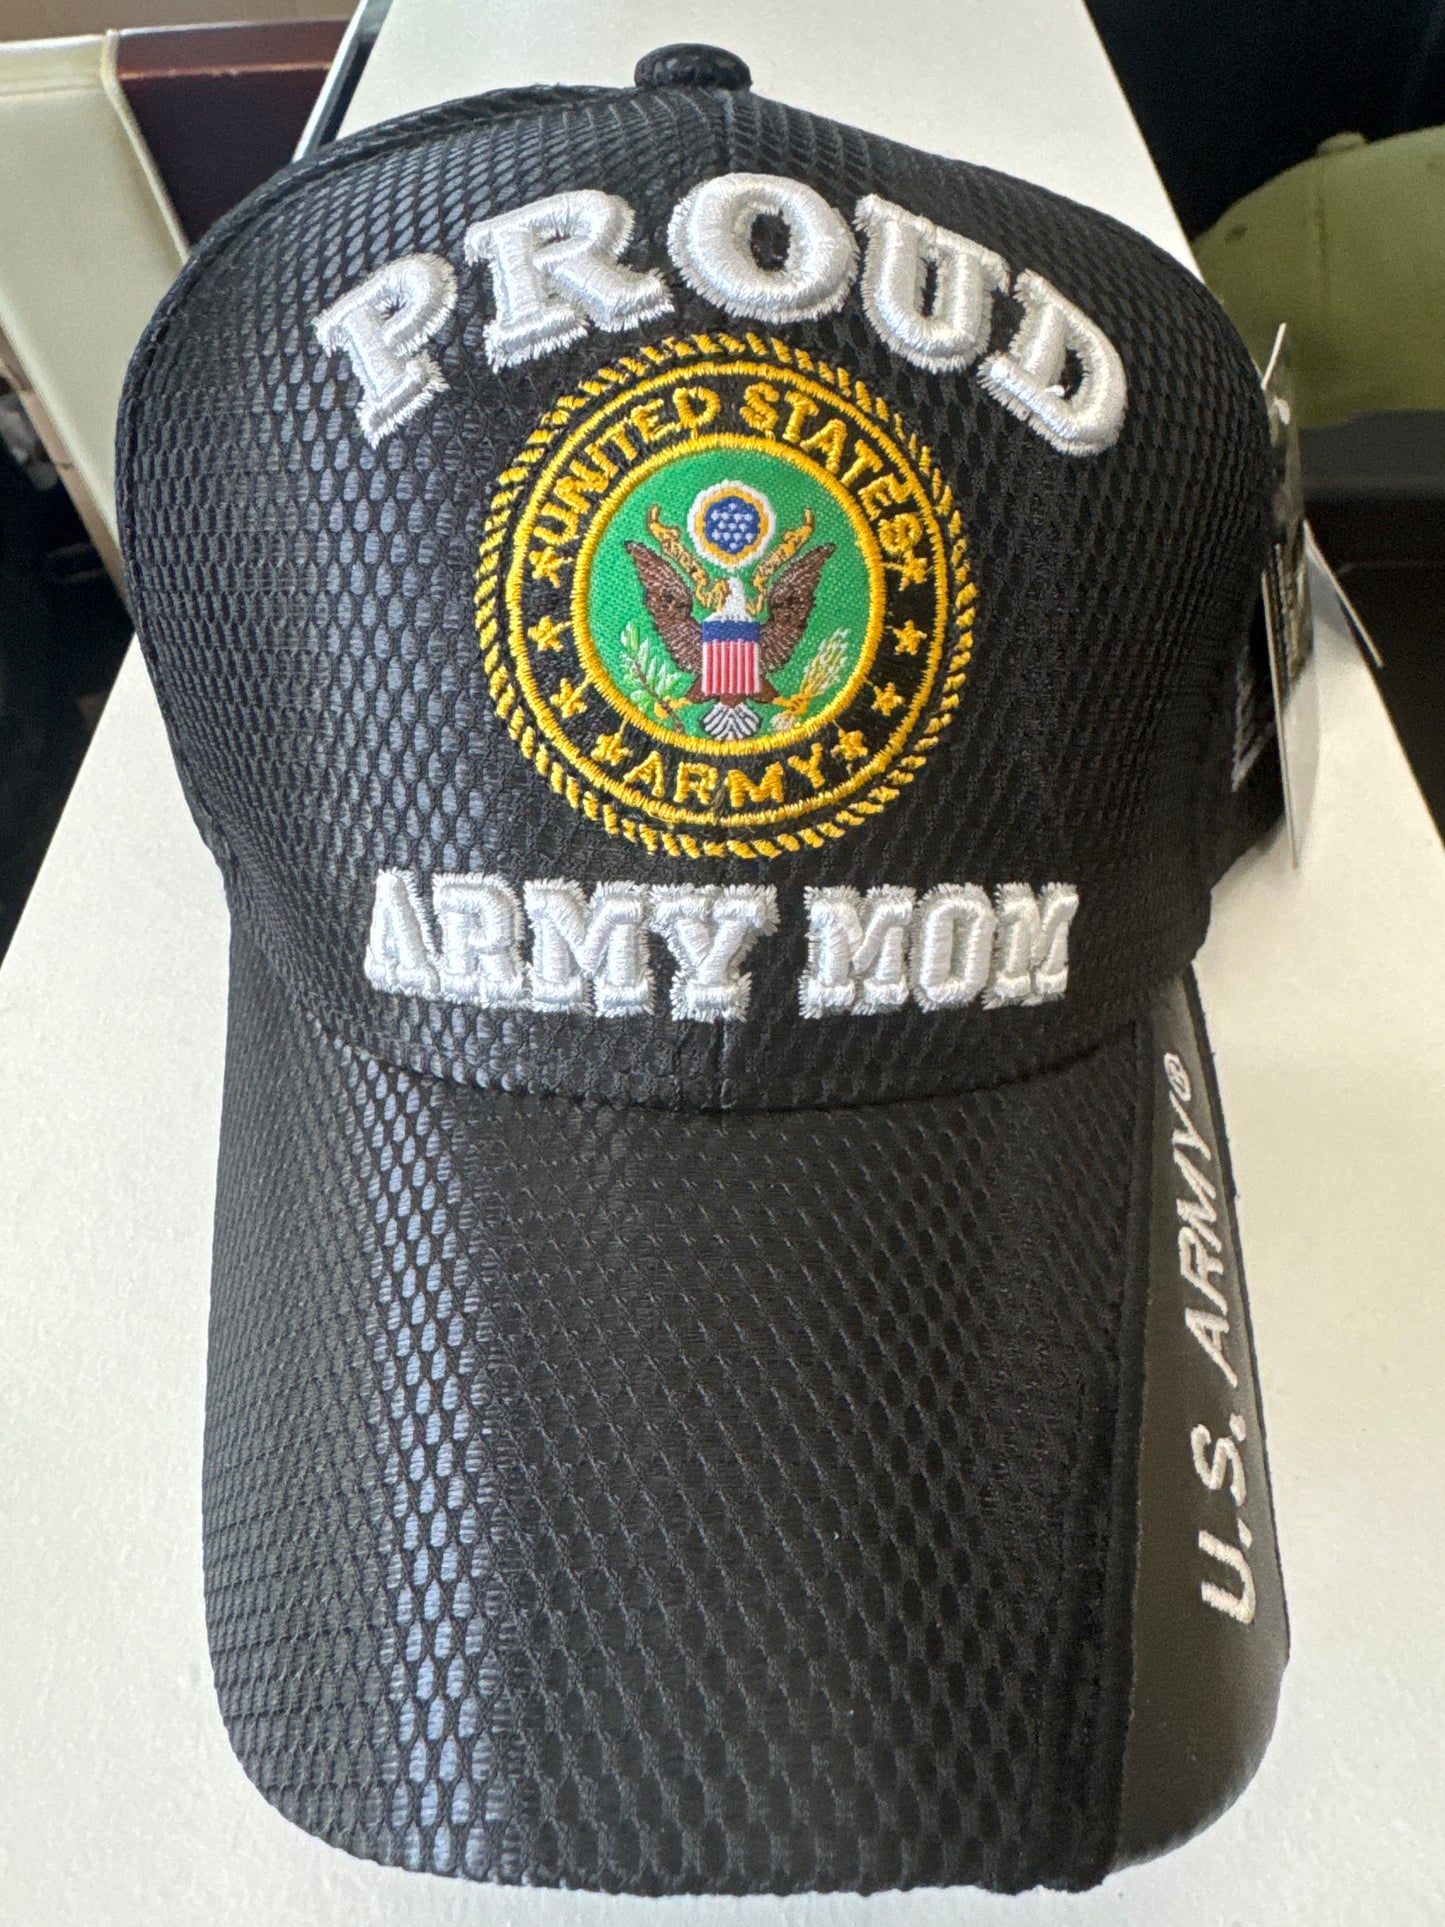 PROUD
UNITED STATES
ARMY
ARMY MOM
U.S. ARMY®